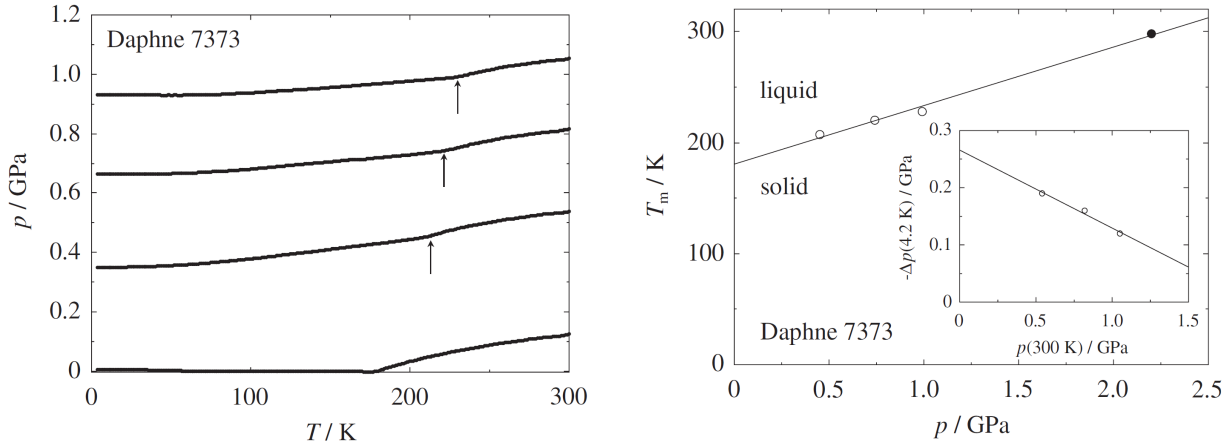 Daphne 7373
1.2
1.0
0.8
0.6
0.4
0.2
0
p / GPa
0
100
200
300
T / K
300
200
100
0
T_m / K
liquid
solid
Daphne 7373
0
0.5
1.0
1.5
2.0
2.5
p / GPa
0.3
0.2
0.1
0
-Δp(4.2 K) / GPa
0
0.5
1.0
1.5
p(300 K) / GPa